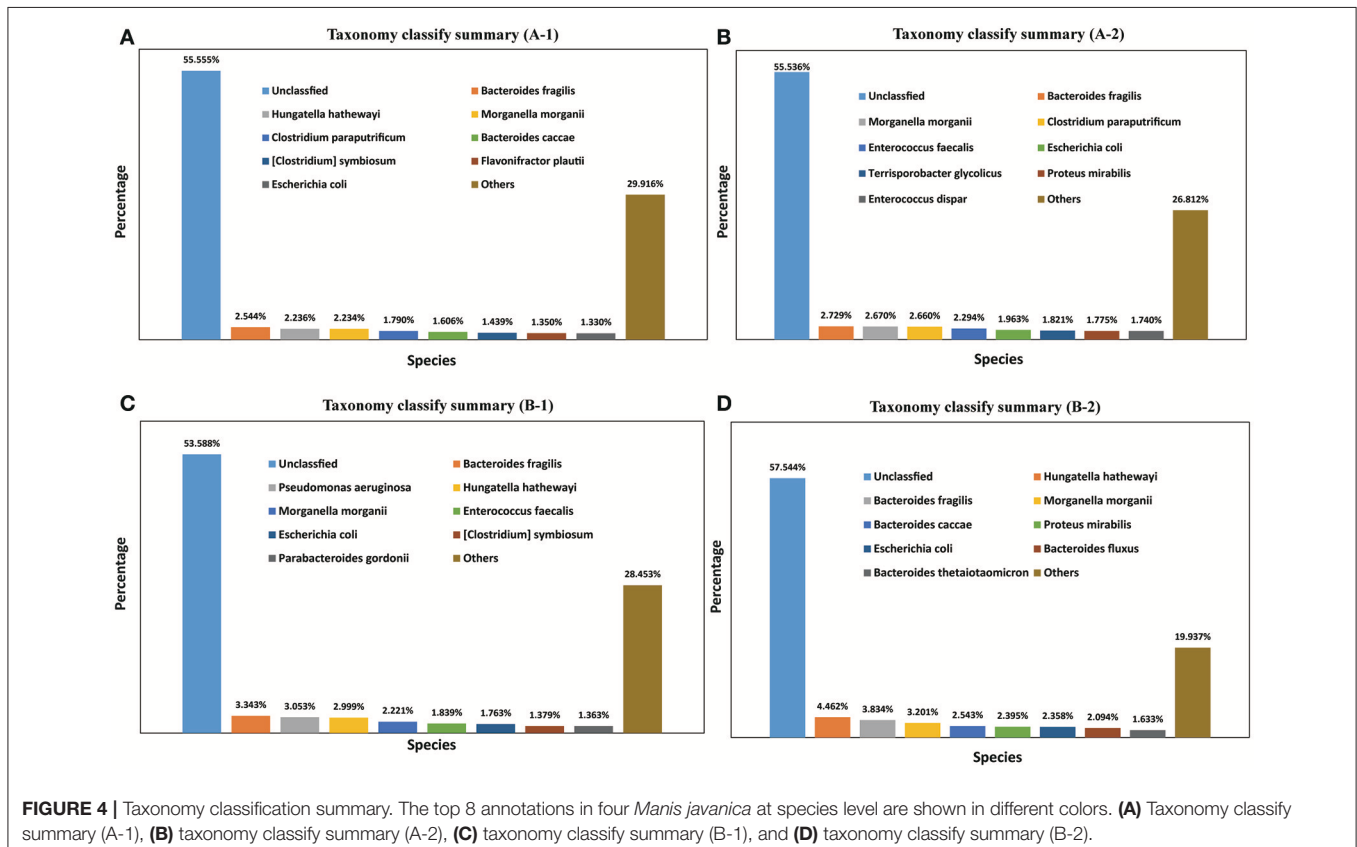 A
Taxonomy classify summary (A-1)
55.555%
Unclassfied
Bacteroides fragilis
Hungatella hathewayi
Morganella morganii
Clostridium paraputrificum
Bacteroides caccae
[Clostridium] symbiosum
Flavonifractor plautii
Escherichia coli
Others
29.916%
2.544% 2.236% 2.234% 1.790% 1.606% 1.439% 1.350% 1.330%
Percentage
Species
B
Taxonomy classify summary (A-2)
55.536%
Unclassfied
Bacteroides fragilis
Morganella morganii
Clostridium paraputrificum
Enterococcus faecalis
Escherichia coli
Terrisporobacter glycolicus
Proteus mirabilis
Enterococcus dispar
Others
26.812%
2.729% 2.670% 2.660% 2.294% 1.963% 1.821% 1.775% 1.740%
Percentage
Species
C
Taxonomy classify summary (B-1)
53.588%
Unclassfied
Bacteroides fragilis
Pseudomonas aeruginosa
Hungatella hathewayi
Morganella morganii
Enterococcus faecalis
Escherichia coli
[Clostridium] symbiosum
Parabacteroides gordonii
Others
28.453%
3.343% 3.053% 2.999% 2.221% 1.839% 1.763% 1.379% 1.363%
Percentage
Species
D
Taxonomy classify summary (B-2)
57.544%
Unclassfied
Hungatella hathewayi
Bacteroides fragilis
Morganella morganii
Bacteroides caccae
Proteus mirabilis
Escherichia coli
Bacteroides fluxus
Bacteroides thetaiotaomicron
Others
19.937%
4.462% 3.834% 3.201% 2.543% 2.395% 2.358% 2.094% 1.633%
Percentage
Species
FIGURE 4 | Taxonomy classification summary. The top 8 annotations in four Manis javanica at species level are shown in different colors. (A) Taxonomy classify
summary (A-1), (B) taxonomy classify summary (A-2), (C) taxonomy classify summary (B-1), and (D) taxonomy classify summary (B-2).